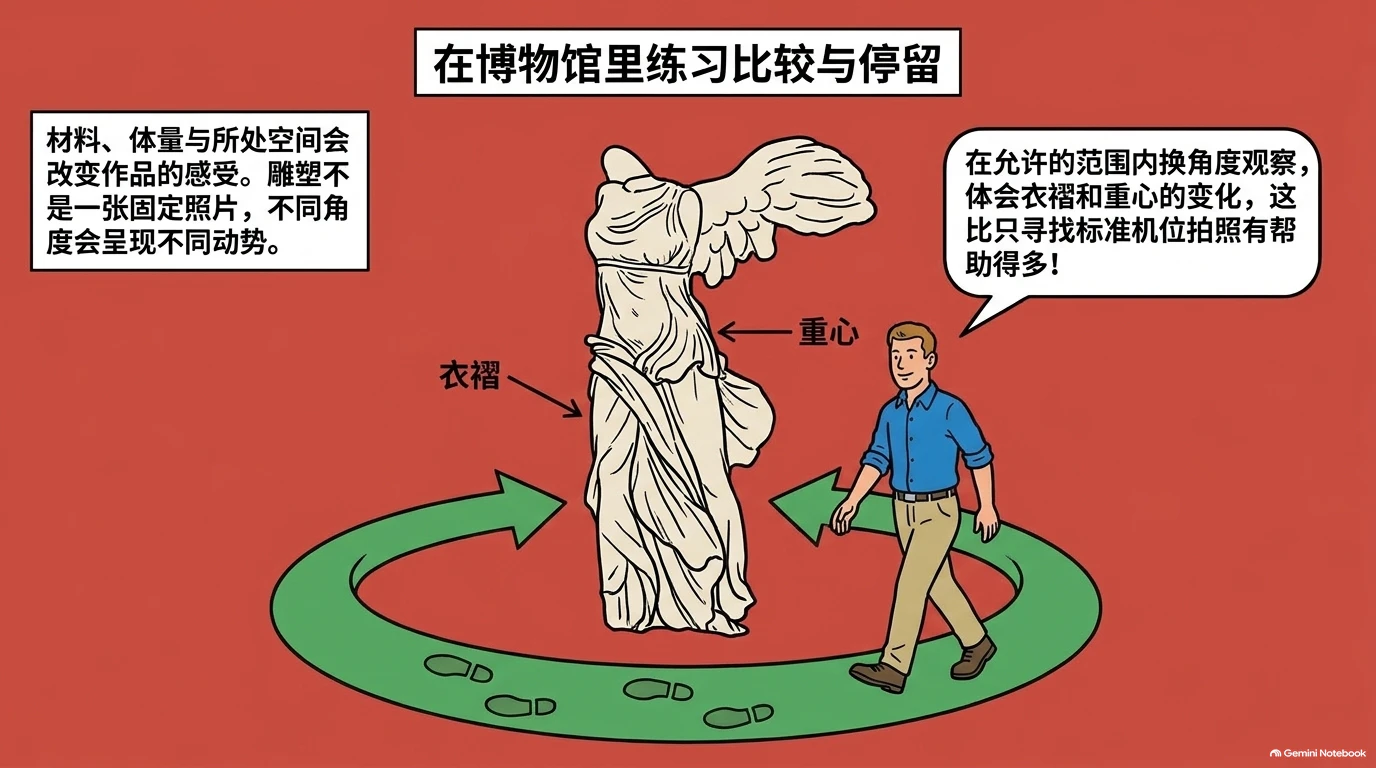 在博物馆里练习比较与停留
材料、体量与所处空间会
改变作品的感受。雕塑不
是一张固定照片，不同角
度会呈现不同动势。
在允许的范围内换角度观察，
体会衣褶和重心的变化，这
比只寻找标准机位拍照有帮
助得多！
重心
衣褶
Gemini Notebook